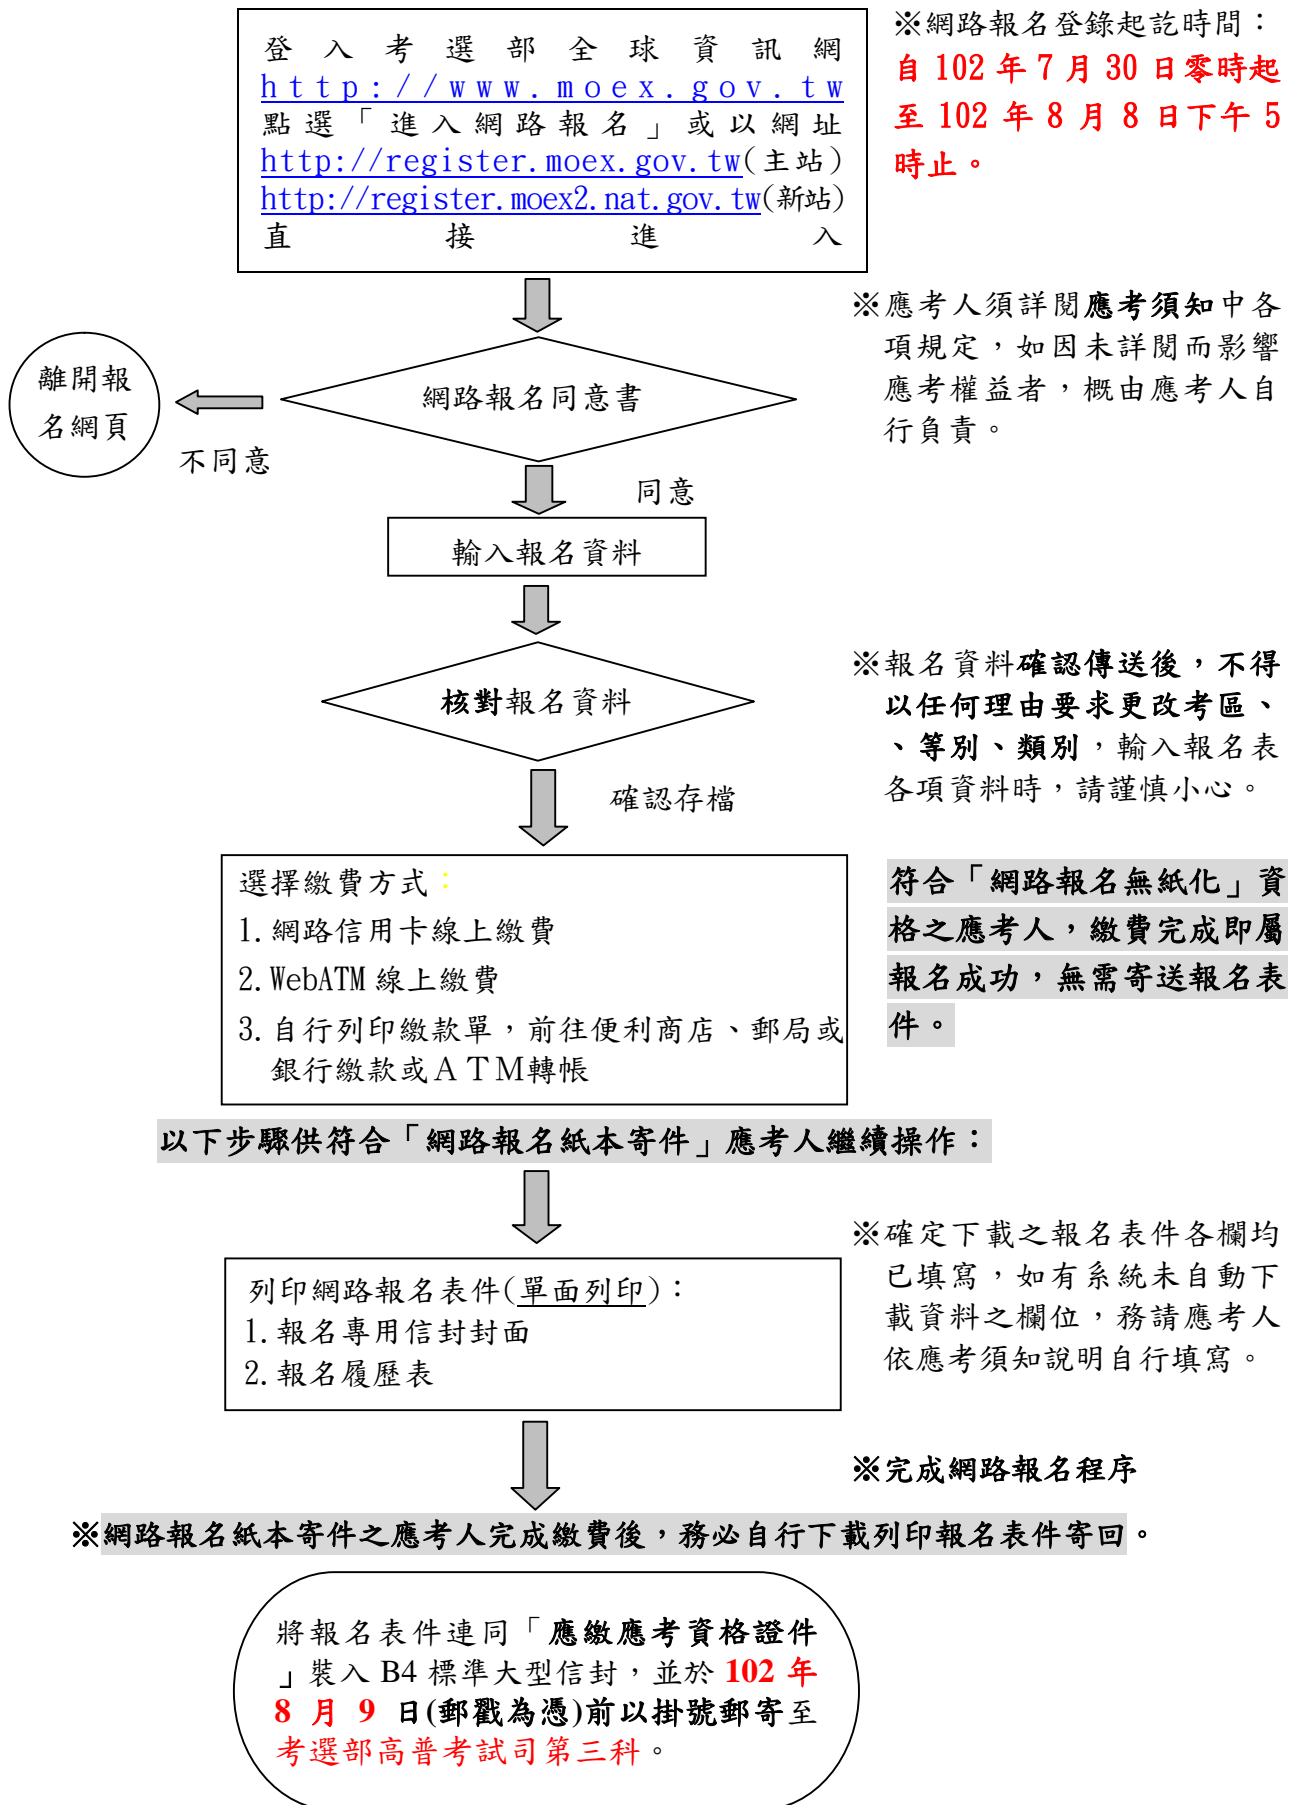 登入考選部全球資訊網
http://www.moex.gov.tw
點選「進入網路報名」或以網址
http://register.moex.gov.tw(主站)
http://register.moex2.nat.gov.tw(新站)
直接進入
※網路報名登錄起訖時間：
自 102 年 7 月 30 日零時起
至 102 年 8 月 8 日下午 5
時止。
※應考人須詳閱應考須知中各
項規定，如因未詳閱而影響
應考權益者，概由應考人自
行負責。
離開報
名網頁
網路報名同意書
不同意
同意
輸入報名資料
核對報名資料
※報名資料確認傳送後，不得
以任何理由要求更改考區、
、等別、類別，輸入報名表
各項資料時，請謹慎小心。
確認存檔
選擇繳費方式：
1.網路信用卡線上繳費
2.WebATM 線上繳費
3.自行列印繳款單，前往便利商店、郵局或
銀行繳款或ＡＴＭ轉帳
符合「網路報名無紙化」資
格之應考人，繳費完成即屬
報名成功，無需寄送報名表
件。
以下步驟供符合「網路報名紙本寄件」應考人繼續操作：
列印網路報名表件(單面列印)：
1.報名專用信封封面
2.報名履歷表
※確定下載之報名表件各欄均
已填寫，如有系統未自動下
載資料之欄位，務請應考人
依應考須知說明自行填寫。
※完成網路報名程序
※網路報名紙本寄件之應考人完成繳費後，務必自行下載列印報名表件寄回。
將報名表件連同「應繳應考資格證件
」裝入 B4 標準大型信封，並於 102 年
8 月 9 日(郵戳為憑)前以掛號郵寄至
考選部高普考試司第三科。